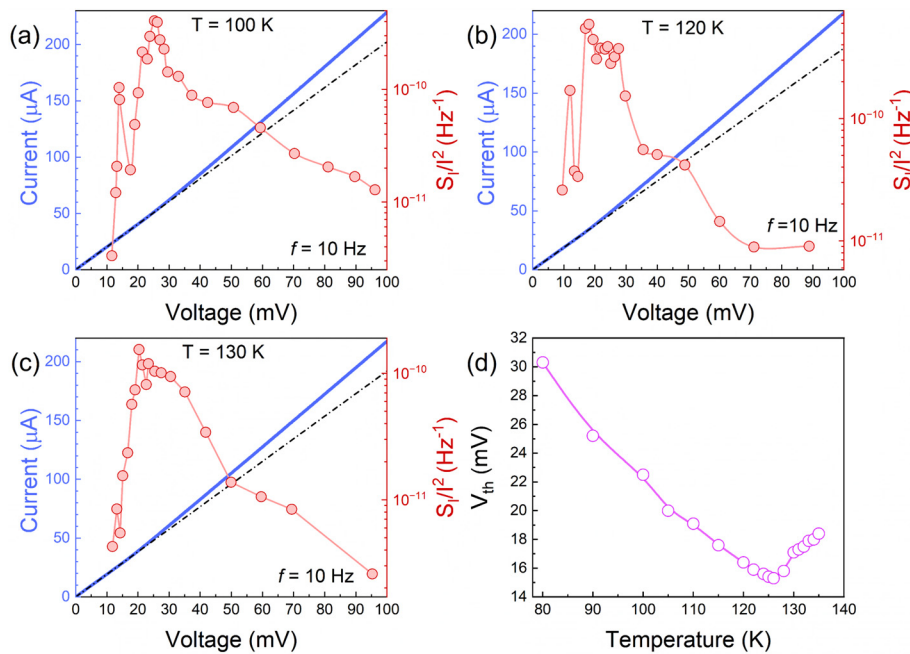 (a)
T = 100 K
Current (μA)
200
150
100
50
0
10⁻¹⁰
10⁻¹¹
S_I/I² (Hz⁻¹)
f = 10 Hz
0 10 20 30 40 50 60 70 80 90 100
Voltage (mV)
(b)
T = 120 K
Current (μA)
200
150
100
50
0
10⁻¹⁰
10⁻¹¹
S_I/I² (Hz⁻¹)
f =10 Hz
0 10 20 30 40 50 60 70 80 90 100
Voltage (mV)
(c)
T = 130 K
Current (μA)
200
150
100
50
0
10⁻¹⁰
10⁻¹¹
S_I/I² (Hz⁻¹)
f = 10 Hz
0 10 20 30 40 50 60 70 80 90 100
Voltage (mV)
(d)
V_th (mV)
32
30
28
26
24
22
20
18
16
14
80 90 100 110 120 130 140
Temperature (K)